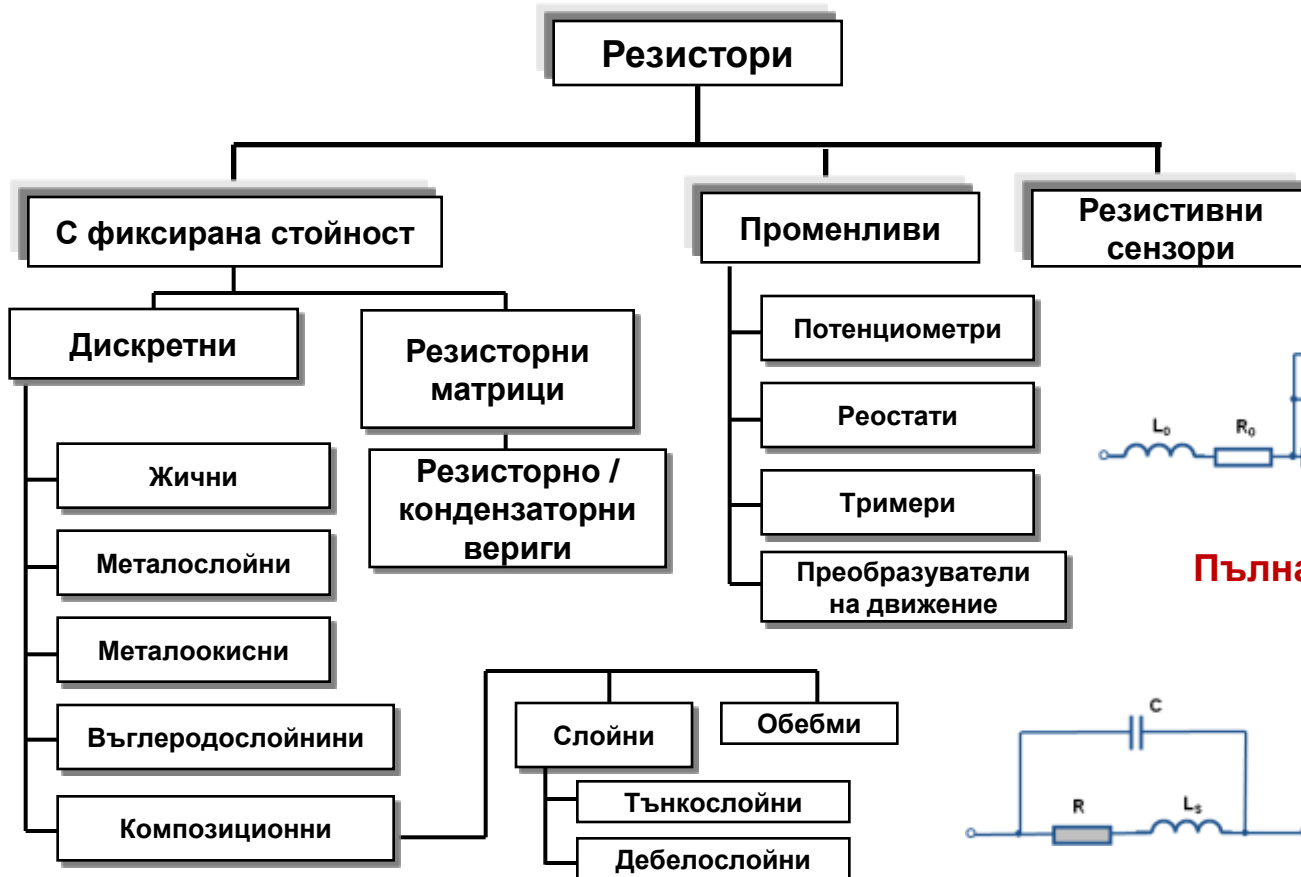 Резистори
С фиксирана стойност
Променливи
Резистивни
сензори
Дискретни
Резисторни
матрици
Резисторно /
кондензаторни
вериги
Жични
Металослойни
Металоокисни
Въглеродослойнини
Композиционни
Слойни
Обебми
Тънкослойни
Дебелослойни
Потенциометри
Реостати
Тримери
Преобразуватели
на движение
L₀ R₀
Пълна
C
R Lₛ